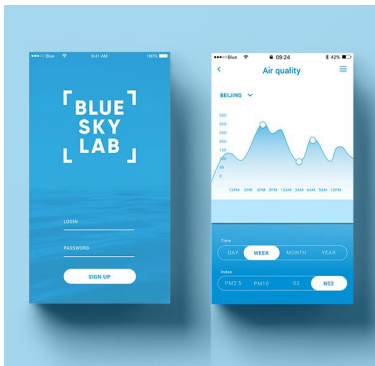 Blue 9:41 AM 100%
BLUE
SKY
LAB
LOGIN
PASSWORD
SIGN UP
Blue 09:24 42%
Air quality
BEIJING
350
300
250
200
150
100
50
0
12PM 3PM 6PM 9PM 12AM 3AM 6AM 9AM 12PM
Time
DAY WEEK MONTH YEAR
Index
PM2.5 PM10 O3 NO2